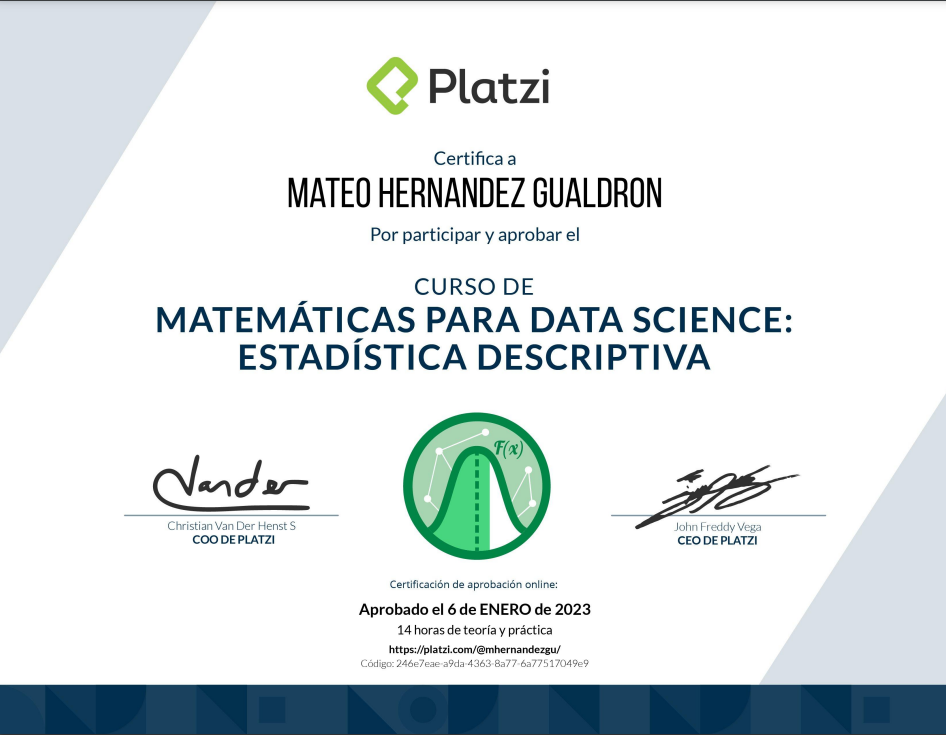 Platzi
Certifica a
MATEO HERNANDEZ GUALDRON
Por participar y aprobar el
CURSO DE
MATEMÁTICAS PARA DATA SCIENCE:
ESTADÍSTICA DESCRIPTIVA
F(x)
Vander
Christian Van Der Henst S
COO DE PLATZI
John Freddy Vega
CEO DE PLATZI
Certificación de aprobación online:
Aprobado el 6 de ENERO de 2023
14 horas de teoría y práctica
https://platzi.com/@mhernandezgu/
Código: 246e7eae-a9da-4363-8a77-6a77517049e9